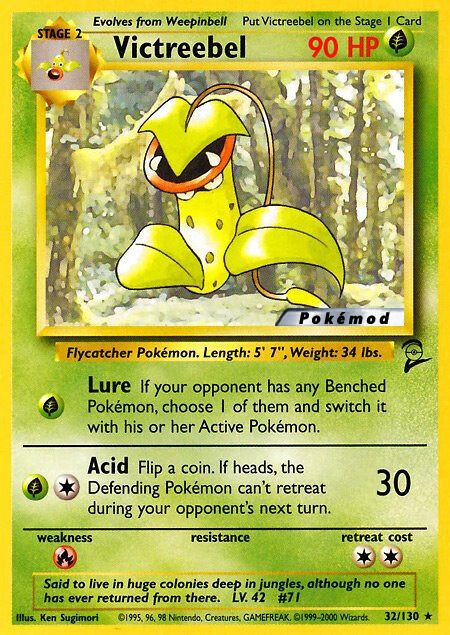 Evolves from Weepinbell Put Victreebel on the Stage 1 Card
STAGE 2 Victreebel 90 HP
Pokémod
Flycatcher Pokémon. Length: 5' 7", Weight: 34 lbs.
Lure If your opponent has any Benched
Pokémon, choose 1 of them and switch it
with his or her Active Pokémon.
Acid Flip a coin. If heads, the
Defending Pokémon can't retreat
during your opponent's next turn.
30
weakness resistance retreat cost
Said to live in huge colonies deep in jungles, although no one
has ever returned from there. LV. 42 #71
Illus. Ken Sugimori ©1995, 96, 98 Nintendo, Creatures, GAMEFREAK. ©1999-2000 Wizards. 32/130 ★